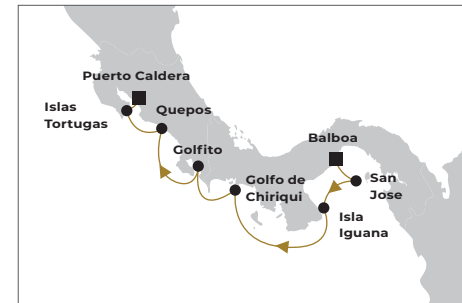 Puerto Caldera
Islas
Tortugas
Quepos
Golfito
Balboa
Golfo de
Chiriqui
San
Jose
Isla
Iguana